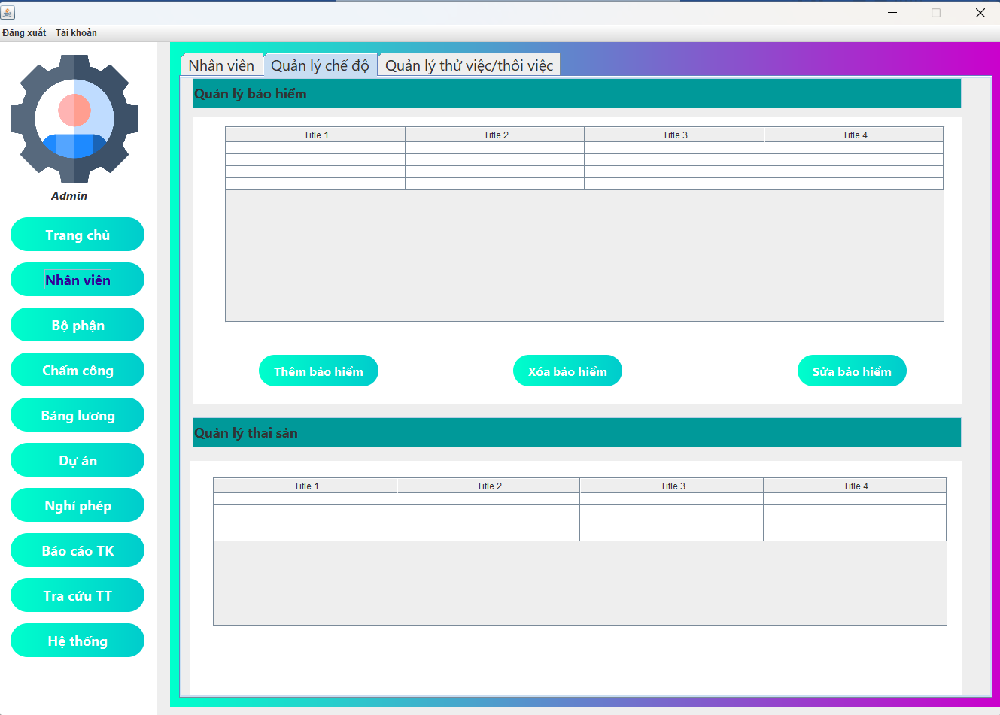 Đăng xuất Tài khoản
Admin
Trang chủ
Nhân viên
Bộ phận
Chấm công
Bảng lương
Dự án
Nghỉ phép
Báo cáo TK
Tra cứu TT
Hệ thống
Nhân viên Quản lý chế độ Quản lý thử việc/thôi việc
Quản lý bảo hiểm
Title 1 Title 2 Title 3 Title 4
Thêm bảo hiểm Xóa bảo hiểm Sửa bảo hiểm
Quản lý thai sản
Title 1 Title 2 Title 3 Title 4